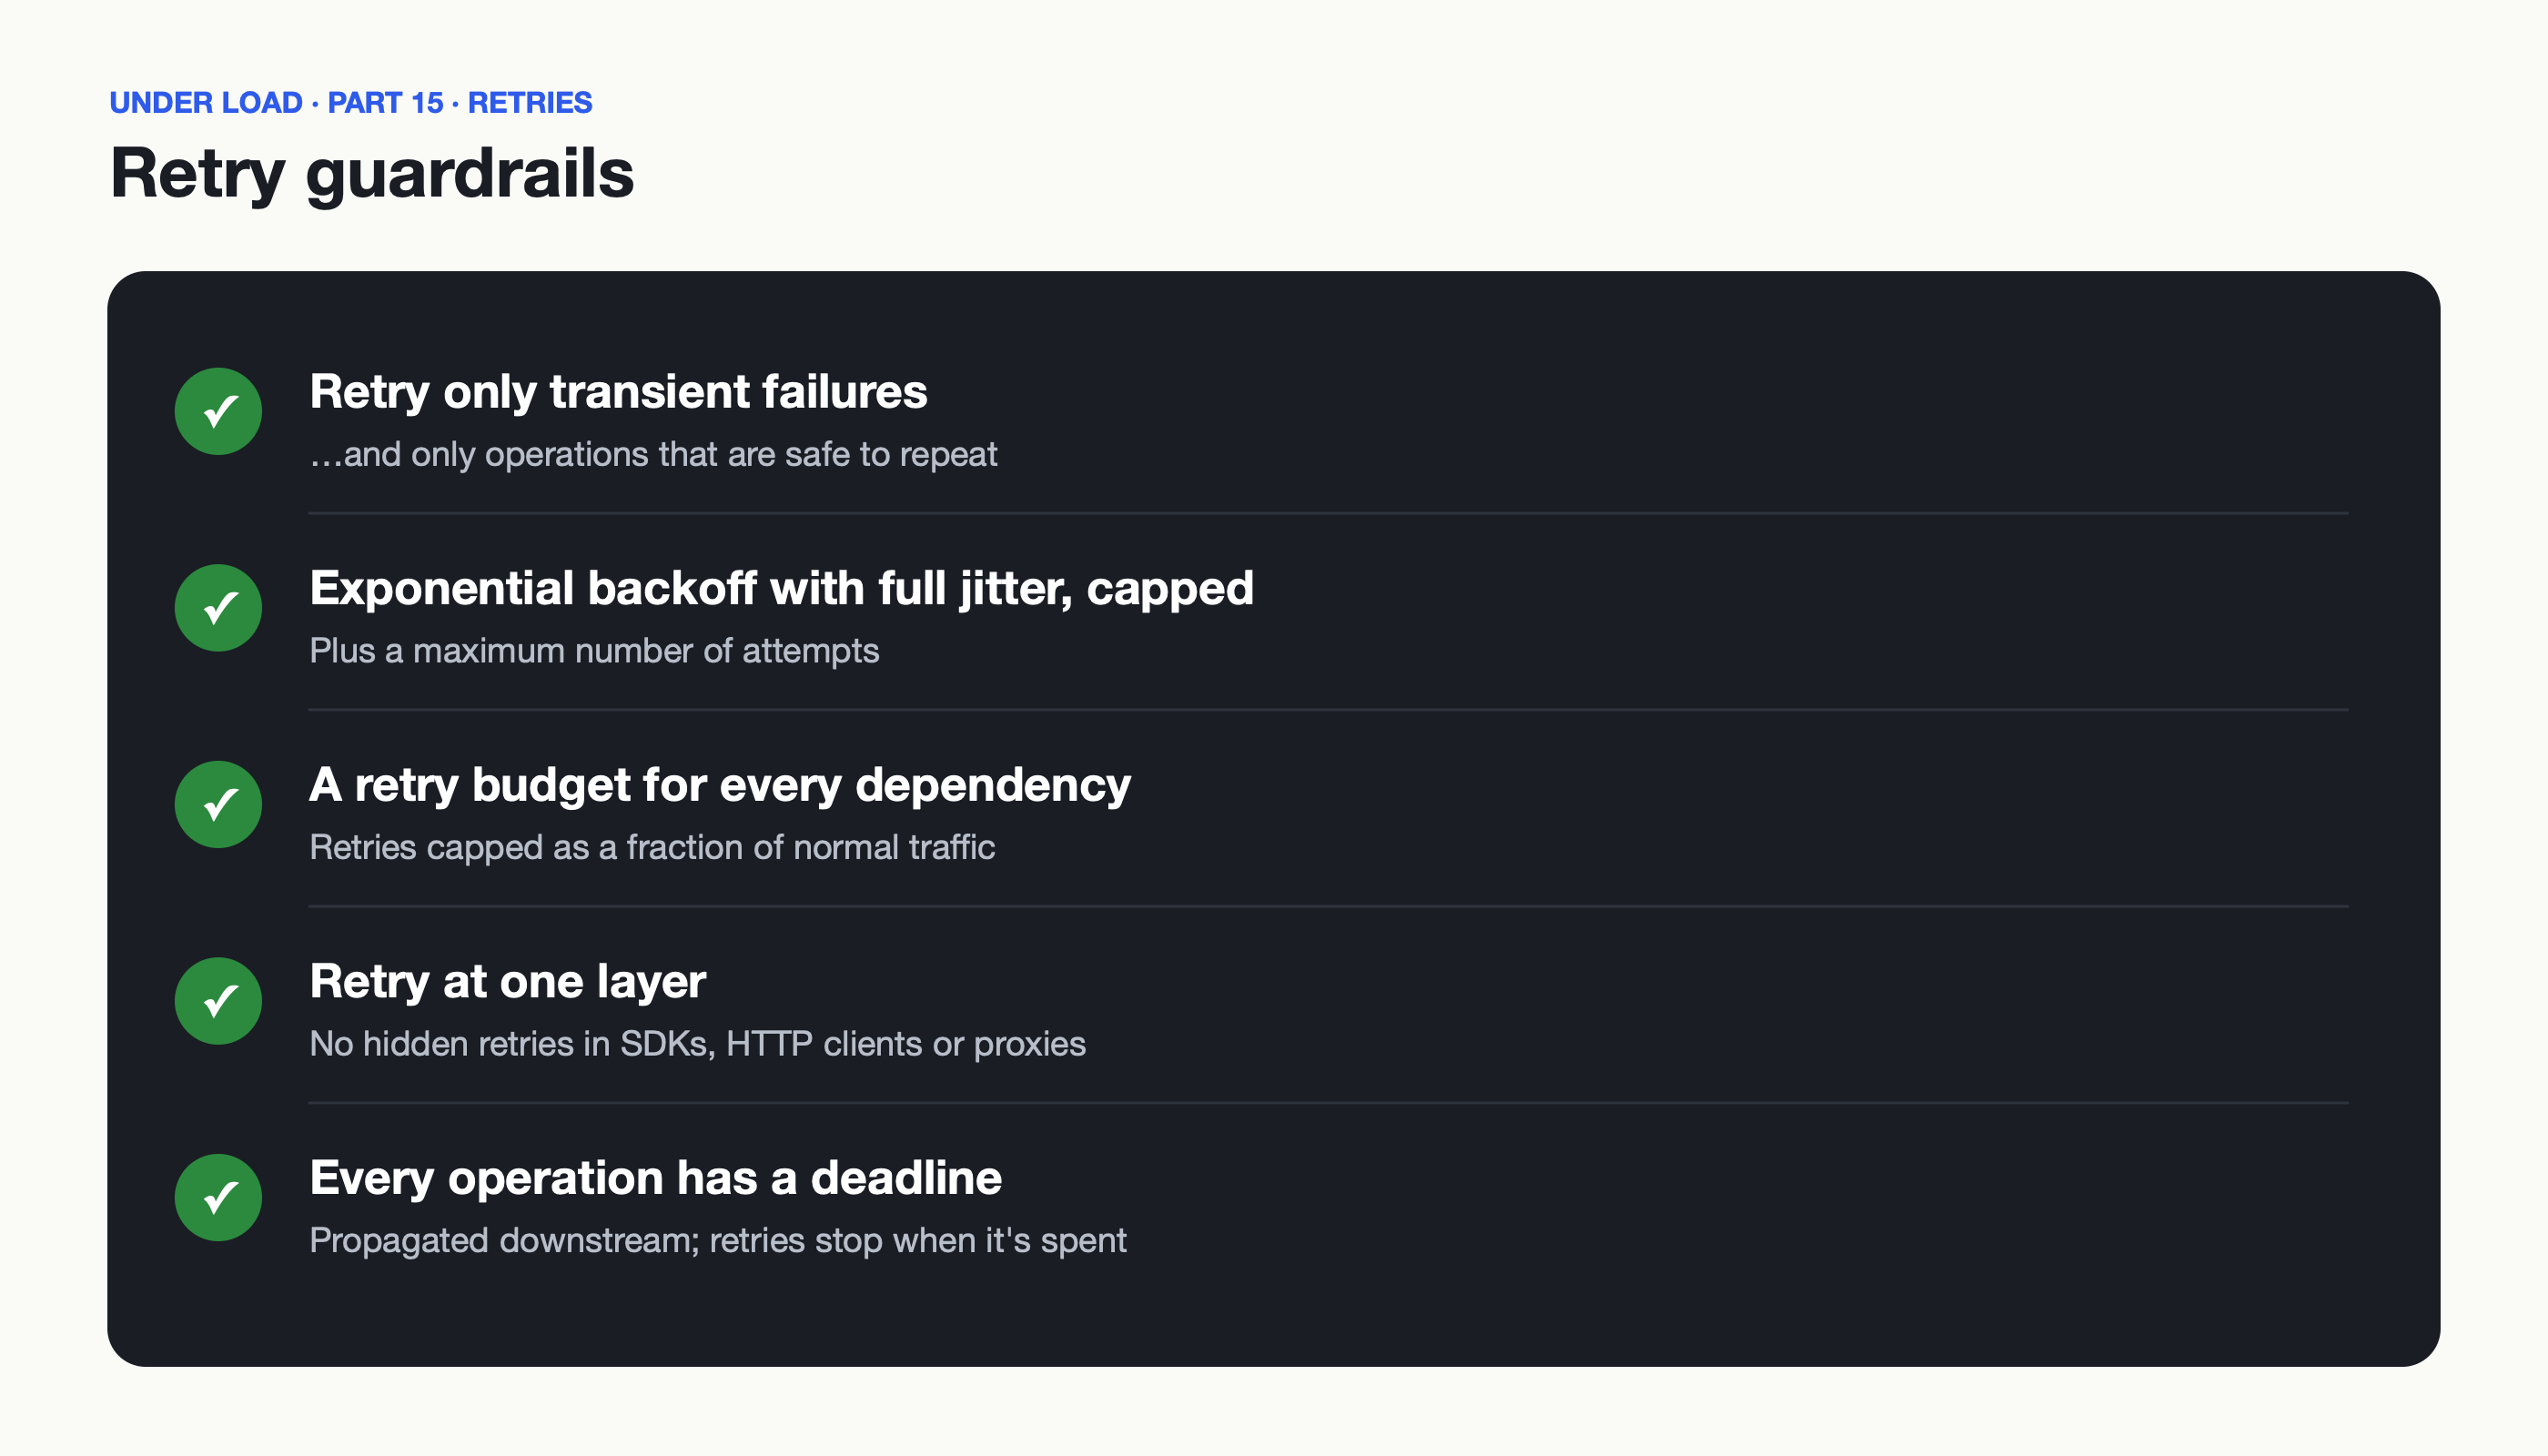 UNDER LOAD · PART 15 · RETRIES
Retry guardrails
✓ Retry only transient failures
…and only operations that are safe to repeat
✓ Exponential backoff with full jitter, capped
Plus a maximum number of attempts
✓ A retry budget for every dependency
Retries capped as a fraction of normal traffic
✓ Retry at one layer
No hidden retries in SDKs, HTTP clients or proxies
✓ Every operation has a deadline
Propagated downstream; retries stop when it's spent